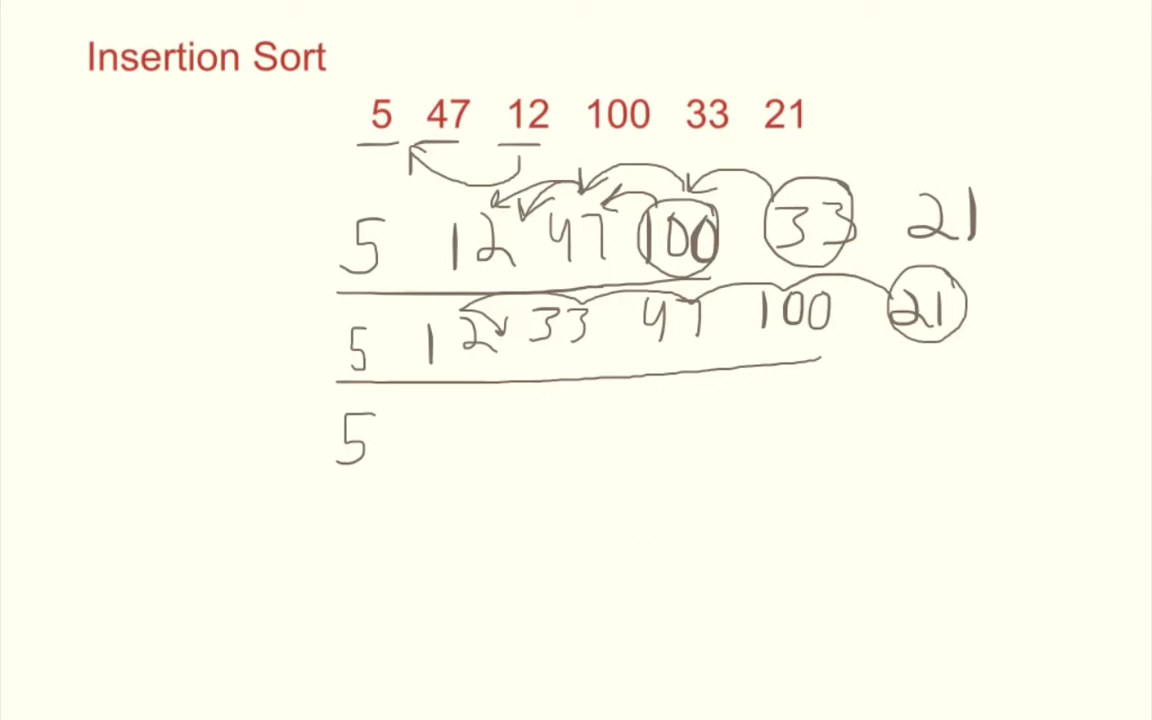 Insertion Sort
5 47 12 100 33 21
5 12 47 100 33 21
5 12 33 47 100 21
5